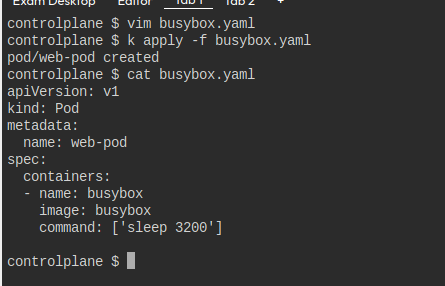 Exam Desktop Editor Tab 1 Tab 2 +
controlplane $ vim busybox.yaml
controlplane $ k apply -f busybox.yaml
pod/web-pod created
controlplane $ cat busybox.yaml
apiVersion: v1
kind: Pod
metadata:
  name: web-pod
spec:
  containers:
  - name: busybox
    image: busybox
    command: ['sleep 3200']
controlplane $